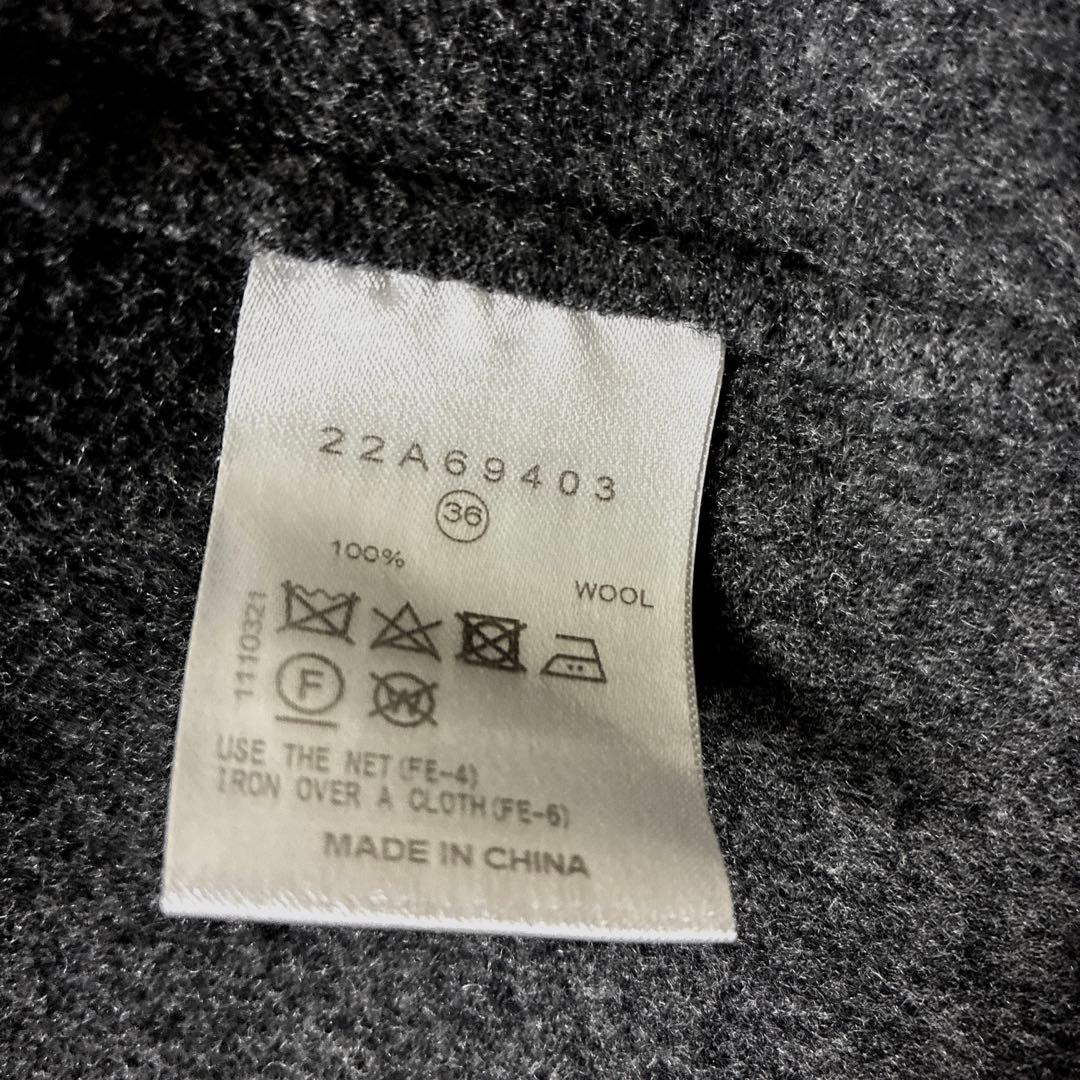 22A69403
36
100%
WOOL
1110321
F
W
USE THE NET(FE-4)
IRON OVER A CLOTH(FE-6)
MADE IN CHINA